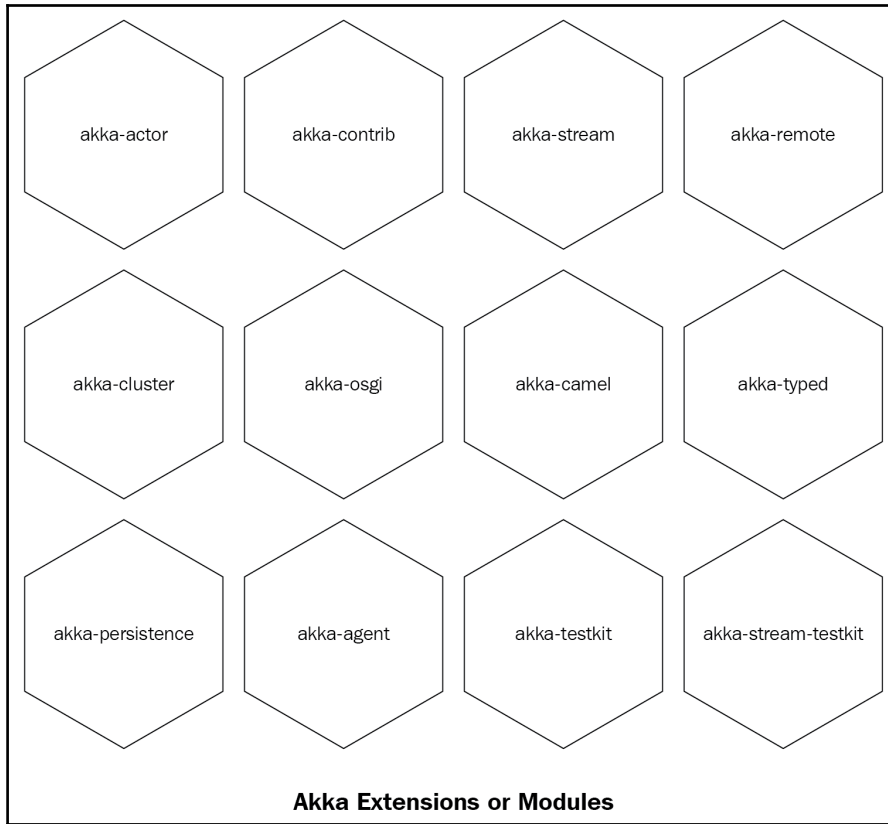 akka-actor
akka-contrib
akka-stream
akka-remote
akka-cluster
akka-osgi
akka-camel
akka-typed
akka-persistence
akka-agent
akka-testkit
akka-stream-testkit
Akka Extensions or Modules